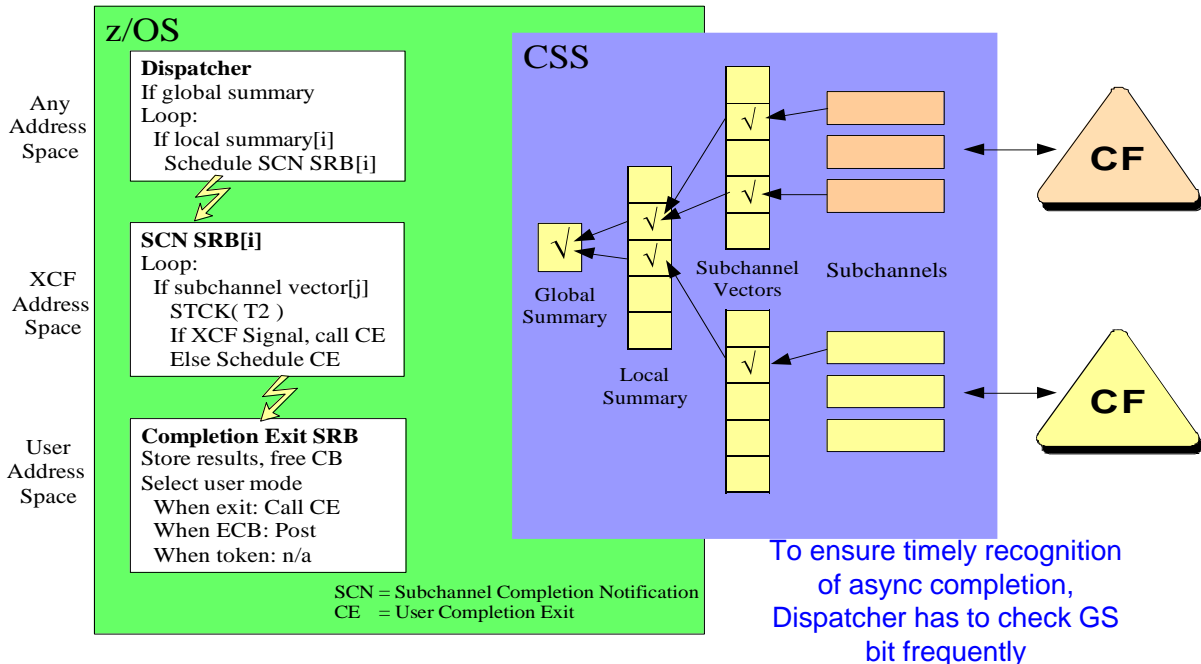 z/OS
Any
Address
Space
Dispatcher
If global summary
Loop:
If local summary[i]
Schedule SCN SRB[i]
XCF
Address
Space
SCN SRB[i]
Loop:
If subchannel vector[j]
STCK( T2 )
If XCF Signal, call CE
Else Schedule CE
User
Address
Space
Completion Exit SRB
Store results, free CB
Select user mode
When exit: Call CE
When ECB: Post
When token: n/a
SCN = Subchannel Completion Notification
CE = User Completion Exit
CSS
√
Global
Summary
√
√
Local
Summary
√
√
Subchannel
Vectors
√
Subchannels
CF
CF
To ensure timely recognition
of async completion,
Dispatcher has to check GS
bit frequently